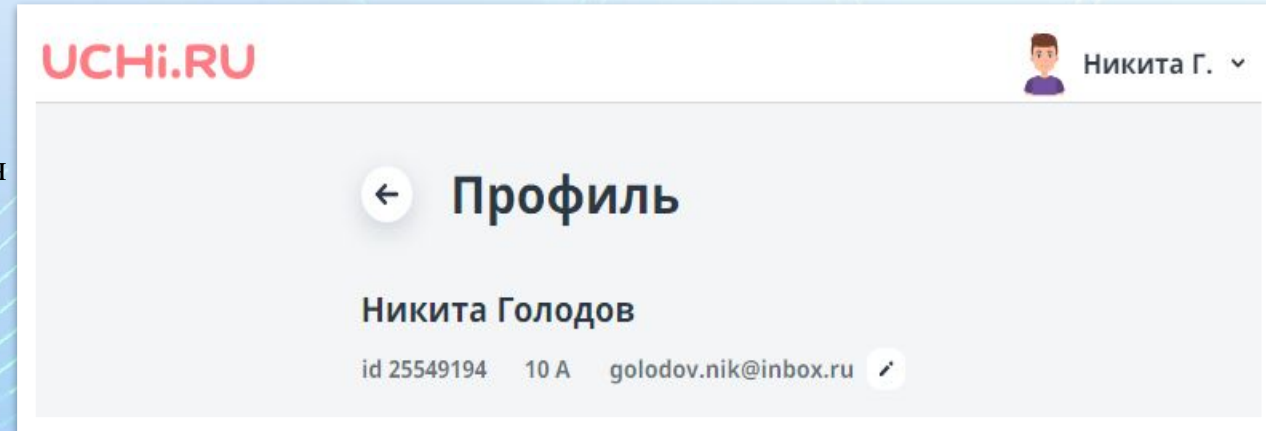 UCHi.RU
Никита Г.
я
Профиль
Никита Голодов
id 25549194 10 А golodov.nik@inbox.ru